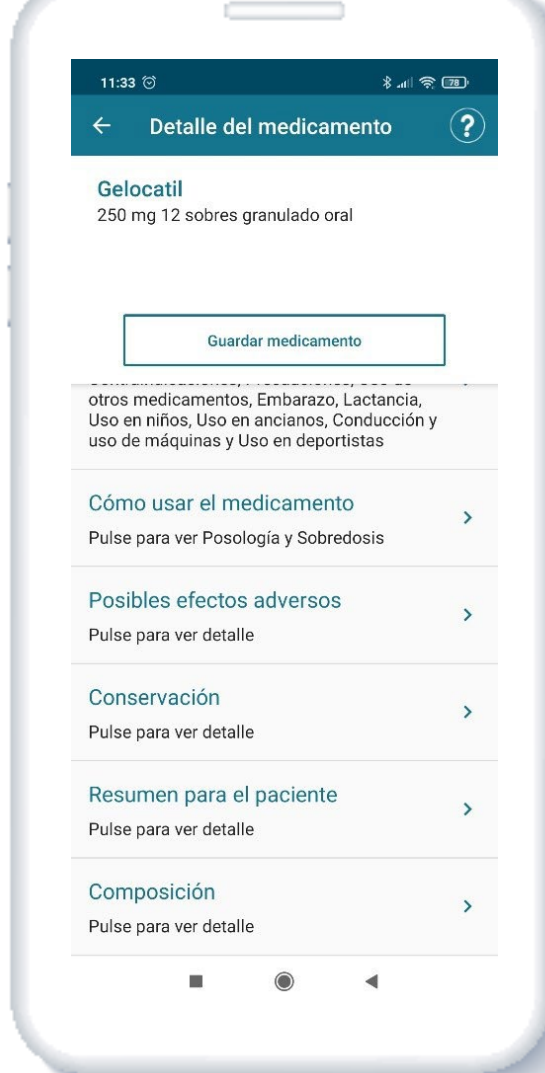 11:33
78
Detalle del medicamento
?
Gelocatil
250 mg 12 sobres granulado oral
Guardar medicamento
otros medicamentos, Embarazo, Lactancia,
Uso en niños, Uso en ancianos, Conducción y
uso de máquinas y Uso en deportistas
Cómo usar el medicamento
Pulse para ver Posología y Sobredosis
Posibles efectos adversos
Pulse para ver detalle
Conservación
Pulse para ver detalle
Resumen para el paciente
Pulse para ver detalle
Composición
Pulse para ver detalle